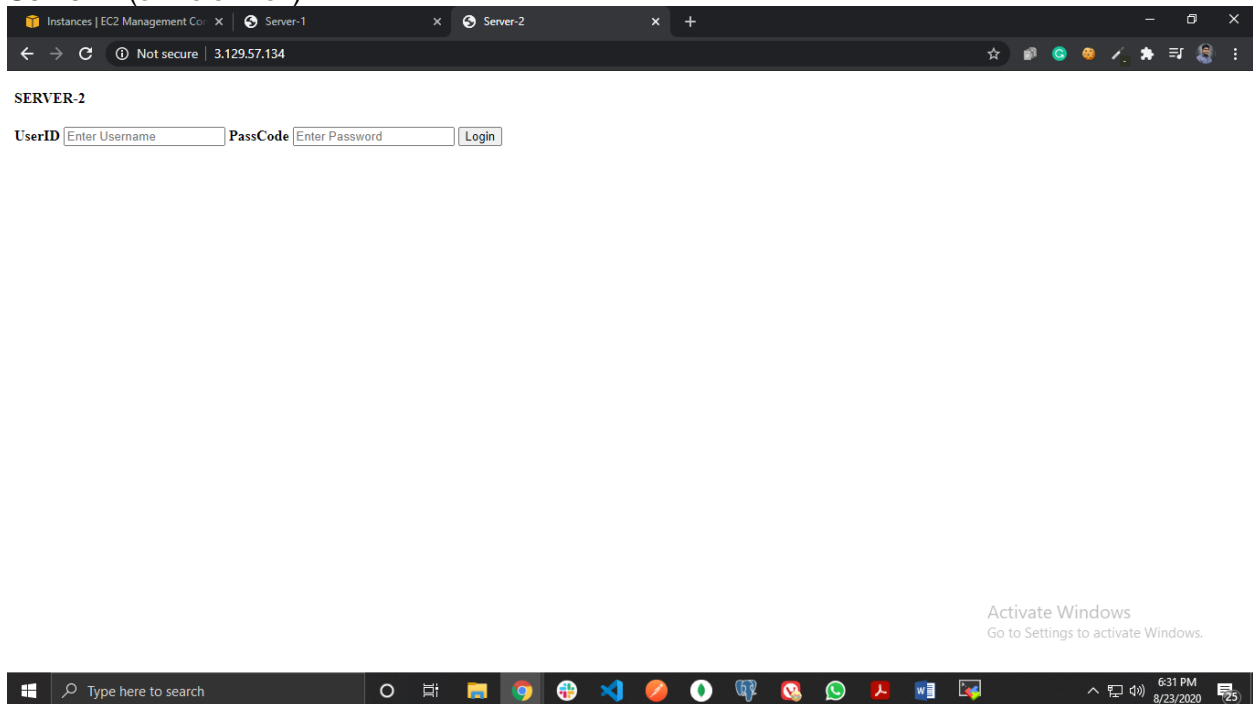 Instances | EC2 Management Cor
Server-1
Server-2
Not secure | 3.129.57.134
SERVER-2
UserID Enter Username PassCode Enter Password Login
Activate Windows
Go to Settings to activate Windows.
Type here to search
6:31 PM
8/23/2020
25